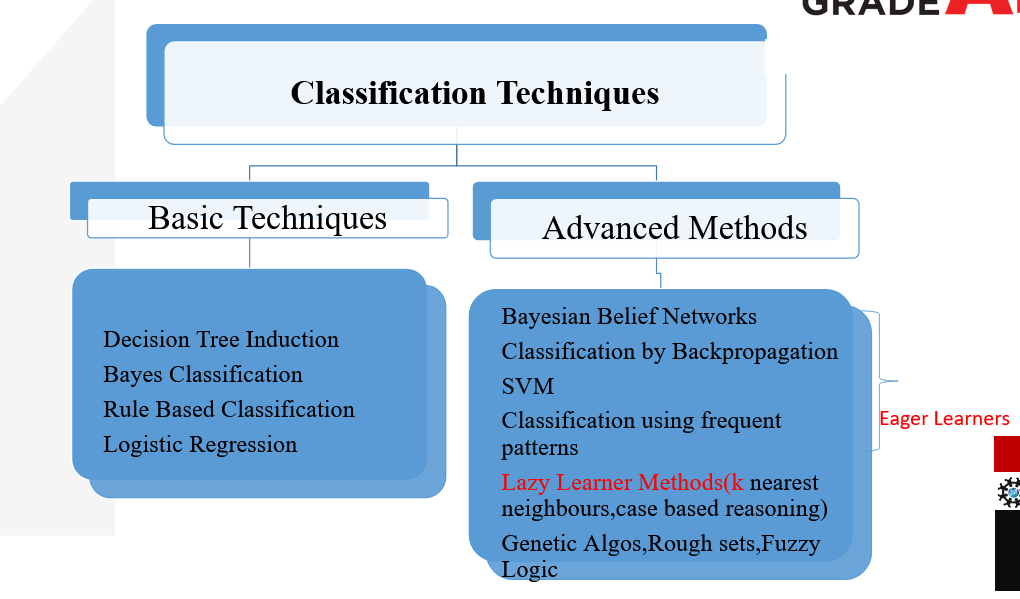 GRADE A
Classification Techniques
Basic Techniques
Advanced Methods
Decision Tree Induction
Bayes Classification
Rule Based Classification
Logistic Regression
Bayesian Belief Networks
Classification by Backpropagation
SVM
Classification using frequent
patterns
Lazy Learner Methods(k nearest
neighbours,case based reasoning)
Genetic Algos,Rough sets,Fuzzy
Logic
Eager Learners